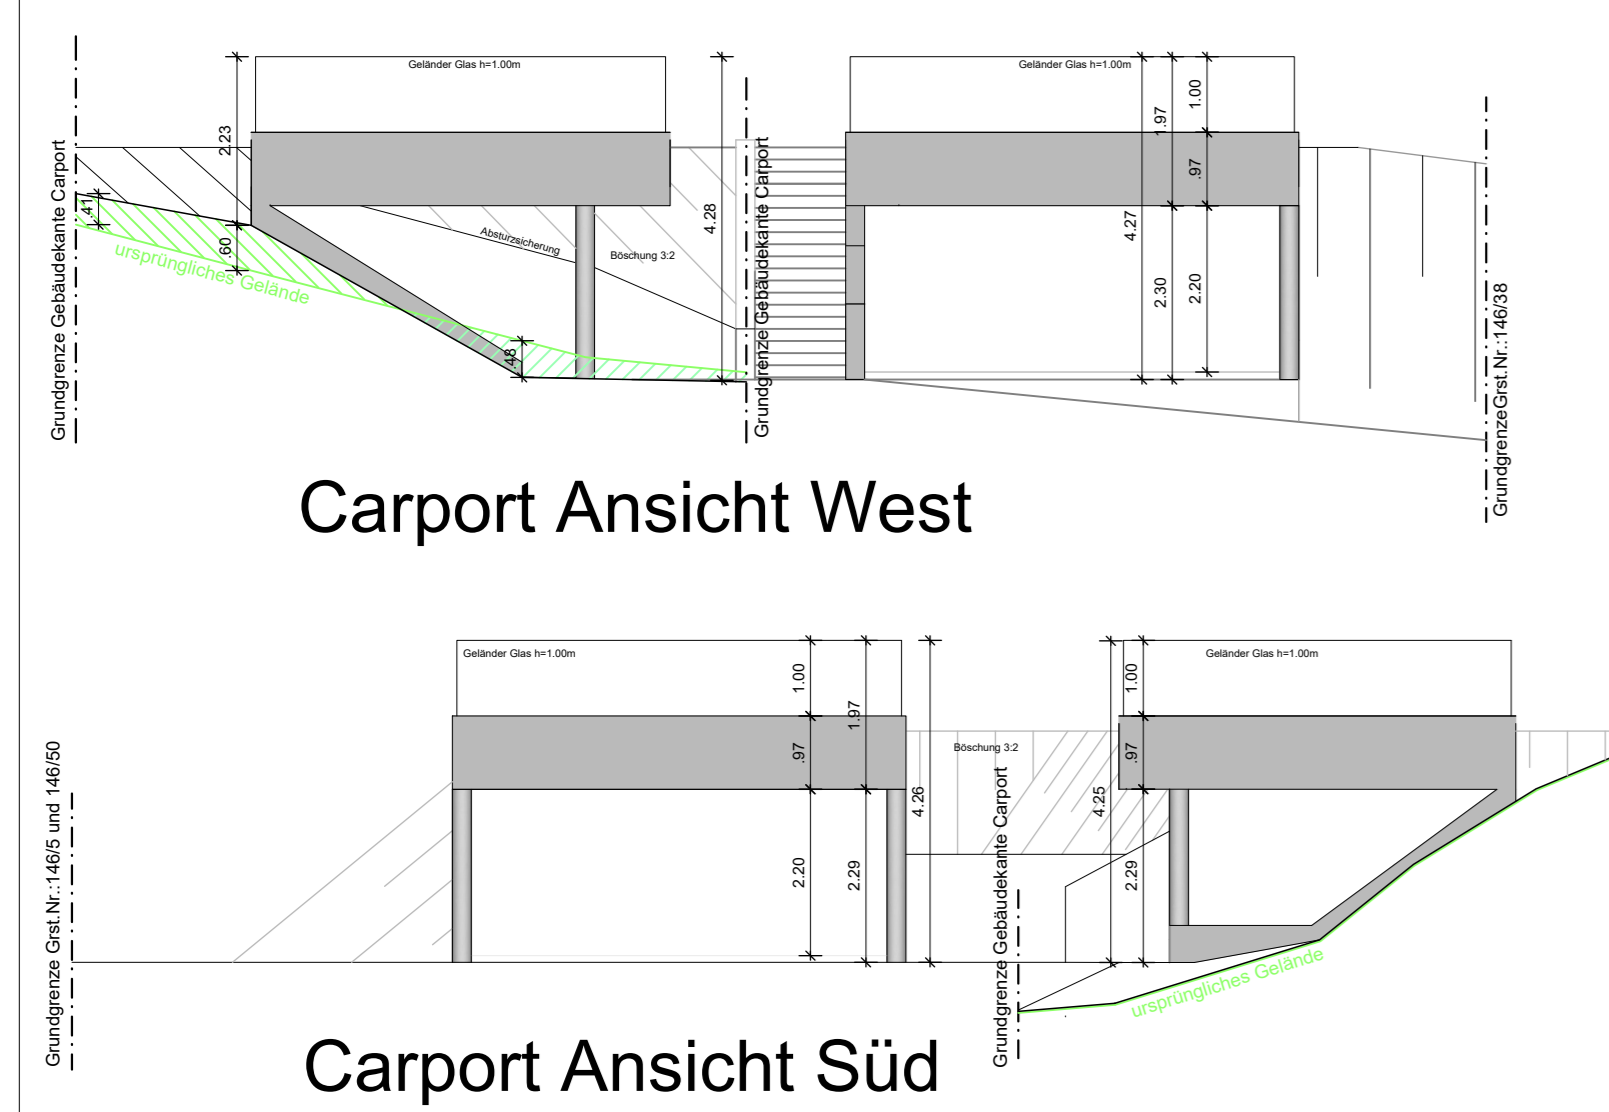 Grundgrenze Gebäudekante Carport
.41
2.23
.60
ursprüngliches Gelände
Geländer Glas h=1.00m
Absturzsicherung
Böschung 3:2
.48
4.28
Grundgrenze Gebäudekante Carport
Geländer Glas h=1.00m
4.27
1.97
2.30
1.00
.97
2.20
GrundgrenzeGrst.Nr.:146/38
Carport Ansicht West
Grundgrenze Grst.Nr.:146/5 und 146/50
Geländer Glas h=1.00m
1.00
.97
2.20
1.97
2.29
4.26
Böschung 3:2
Grundgrenze Gebäudekante Carport
4.25
1.00
.97
2.29
Geländer Glas h=1.00m
ursprüngliches Gelände
Carport Ansicht Süd